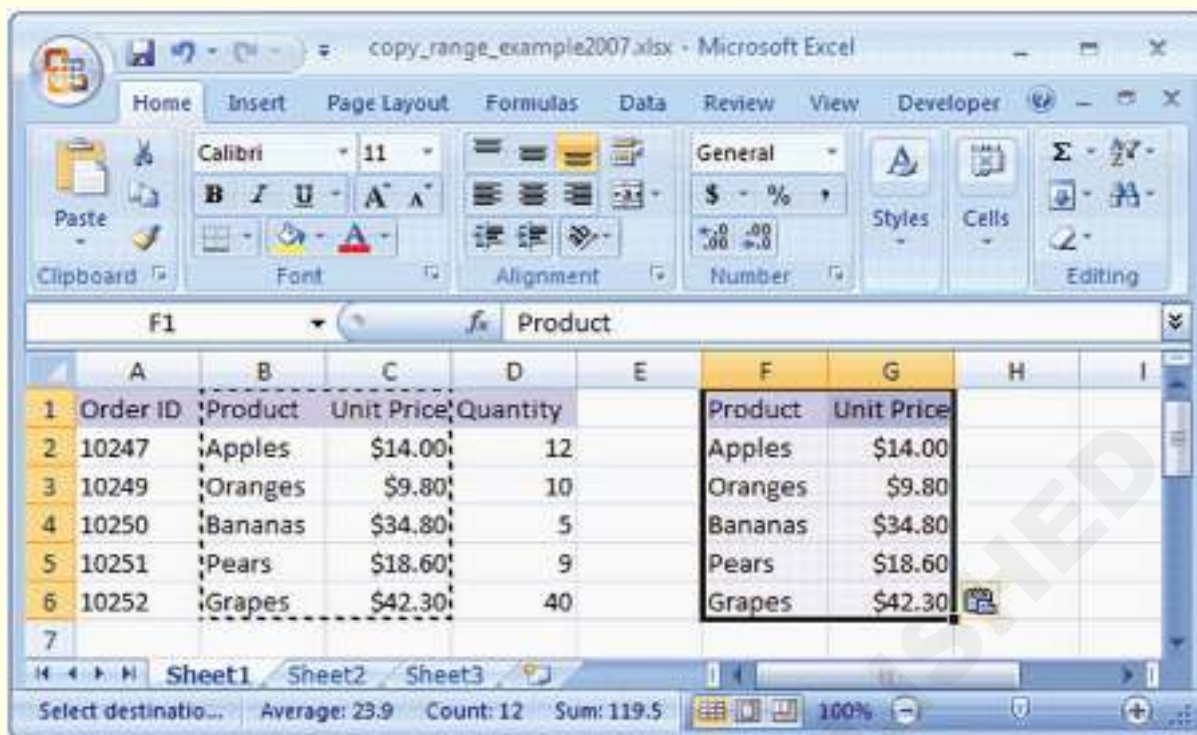 copy_range_example2007.xlsx - Microsoft Excel
Home Insert Page Layout Formulas Data Review View Developer
Paste
Calibri 11
B I U A A
A
General
$ % ,
.00 .00
Styles Cells
Σ
Clipboard Font Alignment Number Editing
F1 fx Product
A B C D E F G H I
1 Order ID Product Unit Price Quantity Product Unit Price
2 10247 Apples $14.00 12 Apples $14.00
3 10249 Oranges $9.80 10 Oranges $9.80
4 10250 Bananas $34.80 5 Bananas $34.80
5 10251 Pears $18.60 9 Pears $18.60
6 10252 Grapes $42.30 40 Grapes $42.30
7
Sheet1 Sheet2 Sheet3
Select destinatio... Average: 23.9 Count: 12 Sum: 119.5 100%